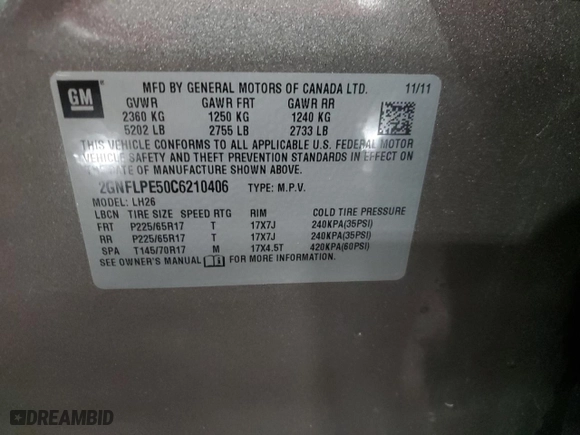 GM
MFD BY GENERAL MOTORS OF CANADA LTD. 11/11
GVWR GAWR FRT GAWR RR
2360 KG 1250 KG 1240 KG
5202 LB 2755 LB 2733 LB
THIS VEHICLE CONFORMS TO ALL APPLICABLE U.S. FEDERAL MOTOR
VEHICLE SAFETY AND THEFT PREVENTION STANDARDS IN EFFECT ON
THE DATE OF MANUFACTURE SHOWN ABOVE.
2GNFLPE50C6210406 TYPE: M.P.V.
MODEL: LH26
LBCN TIRE SIZE SPEED RTG RIM COLD TIRE PRESSURE
FRT P225/65R17 T 17X7J 240KPA(35PSI)
RR P225/65R17 T 17X7J 240KPA(35PSI)
SPA T145/70R17 M 17X4.5T 420KPA(60PSI)
SEE OWNER'S MANUAL FOR MORE INFORMATION
DREAMBID